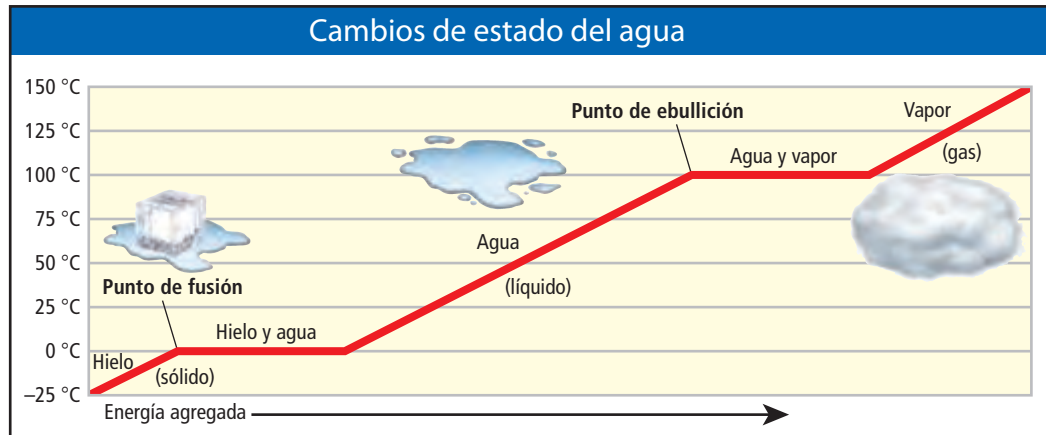 Cambios de estado del agua
150 °C
125 °C
100 °C
75 °C
50 °C
25 °C
0 °C
–25 °C
Hielo
(sólido)
Punto de fusión
Hielo y agua
Agua
(líquido)
Punto de ebullición
Agua y vapor
Vapor
(gas)
Energía agregada